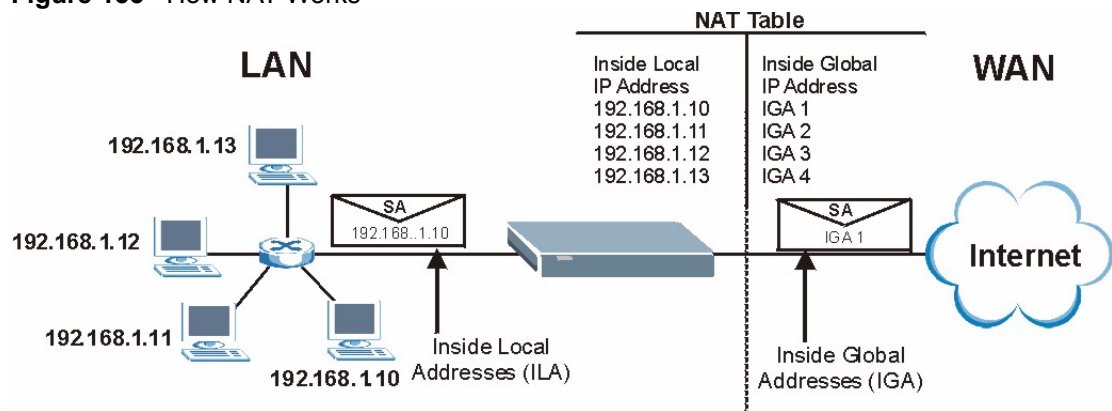 How NAT Works
NAT Table
LAN
WAN
Inside Local
IP Address
192.168.1.10
192.168.1.11
192.168.1.12
192.168.1.13
Inside Global
IP Address
IGA 1
IGA 2
IGA 3
IGA 4
192.168.1.13
192.168.1.12
192.168.1.11
192.168.1.10
SA
192.168..1.10
SA
IGA 1
Internet
Inside Local
Addresses (ILA)
Inside Global
Addresses (IGA)